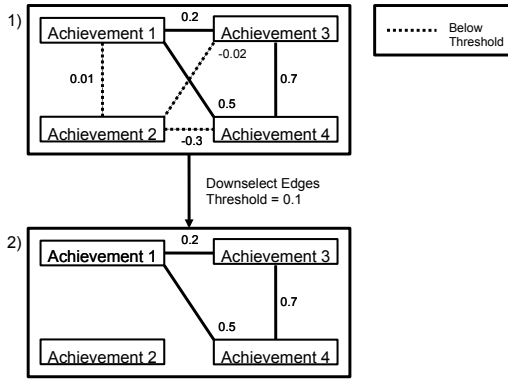 1)
Achievement 1
0.2
Achievement 3
-0.02
0.01
0.7
0.5
Achievement 2
-0.3
Achievement 4
Below
Threshold
Downselect Edges
Threshold = 0.1
2)
Achievement 1
0.2
Achievement 3
0.7
0.5
Achievement 2
Achievement 4